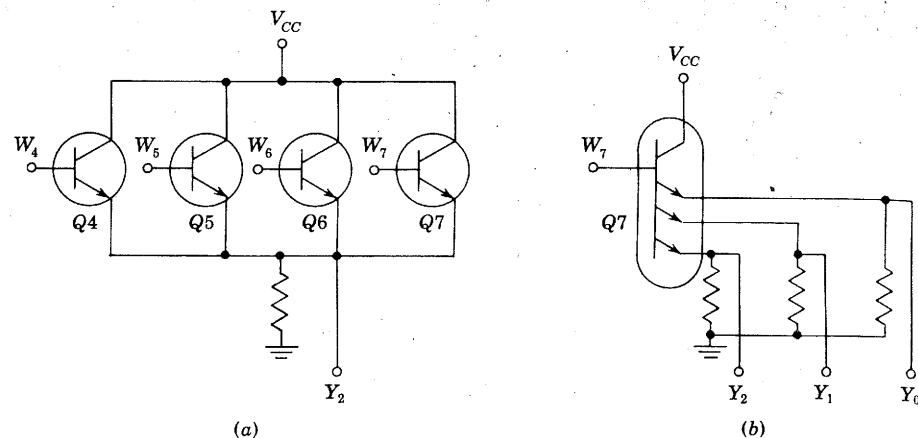 V_CC
W_4
W_5
W_6
W_7
Q4
Q5
Q6
Q7
Y_2
(a)
V_CC
W_7
Q7
Y_2
Y_1
Y_0
(b)